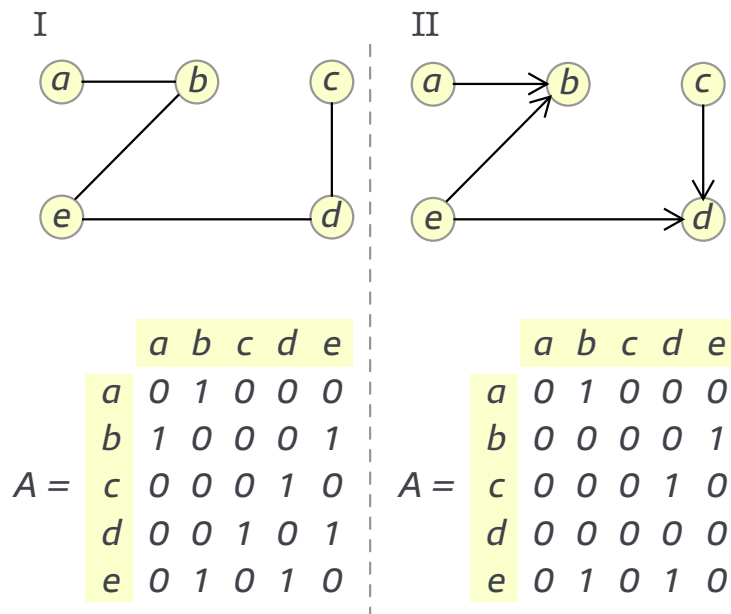 I
II
a b c
a b c
e d
e d
a b c d e
a 0 1 0 0 0
b 1 0 0 0 1
A = c 0 0 0 1 0
d 0 0 1 0 1
e 0 1 0 1 0
a b c d e
a 0 1 0 0 0
b 0 0 0 0 1
A = c 0 0 0 1 0
d 0 0 0 0 0
e 0 1 0 1 0